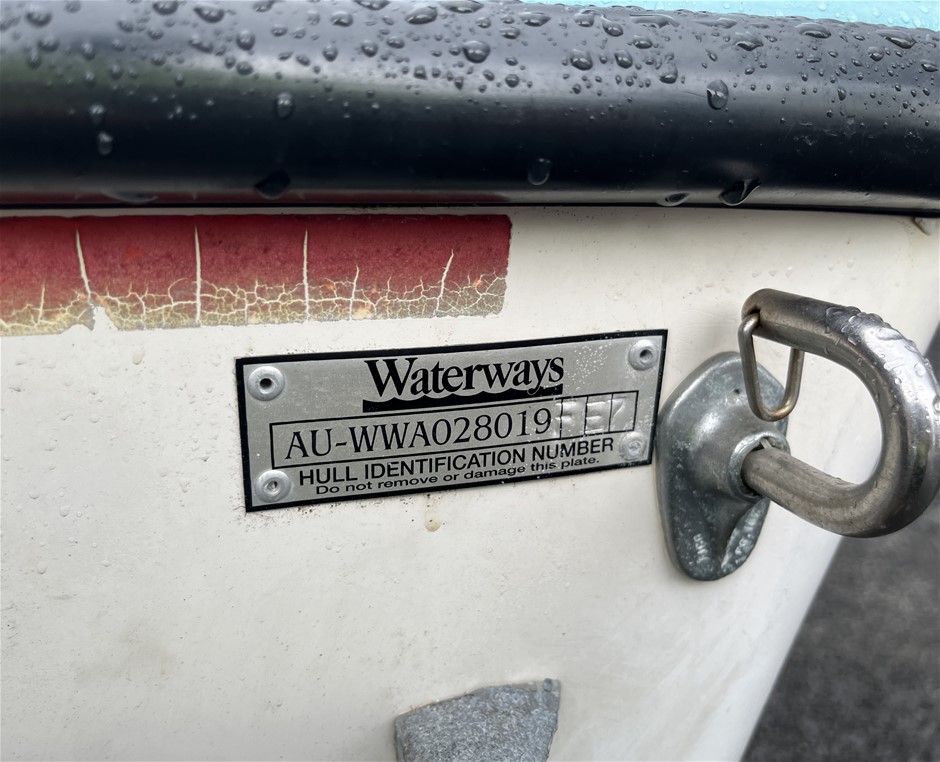 Waterways
AU-WWA028019
HULL IDENTIFICATION NUMBER
Do not remove or damage this plate.